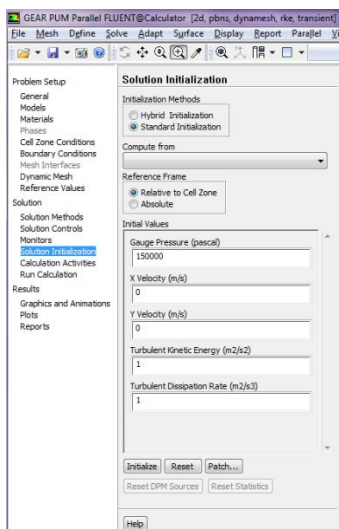 GEAR PUM Parallel FLUENT@Calculator [2d, pbns, dynamesh, rke, transient]
File Mesh Define Solve Adapt Surface Display Report Parallel
Problem Setup
General
Models
Materials
Phases
Cell Zone Conditions
Boundary Conditions
Mesh Interfaces
Dynamic Mesh
Reference Values
Solution
Solution Methods
Solution Controls
Monitors
Solution Initialization
Calculation Activities
Run Calculation
Results
Graphics and Animations
Plots
Reports
Solution Initialization
Initialization Methods
Hybrid Initialization
Standard Initialization
Compute from
Reference Frame
Relative to Cell Zone
Absolute
Initial Values
Gauge Pressure (pascal)
150000
X Velocity (m/s)
0
Y Velocity (m/s)
0
Turbulent Kinetic Energy (m2/s2)
1
Turbulent Dissipation Rate (m2/s3)
1
Initialize Reset Patch...
Reset DPM Sources Reset Statistics
Help